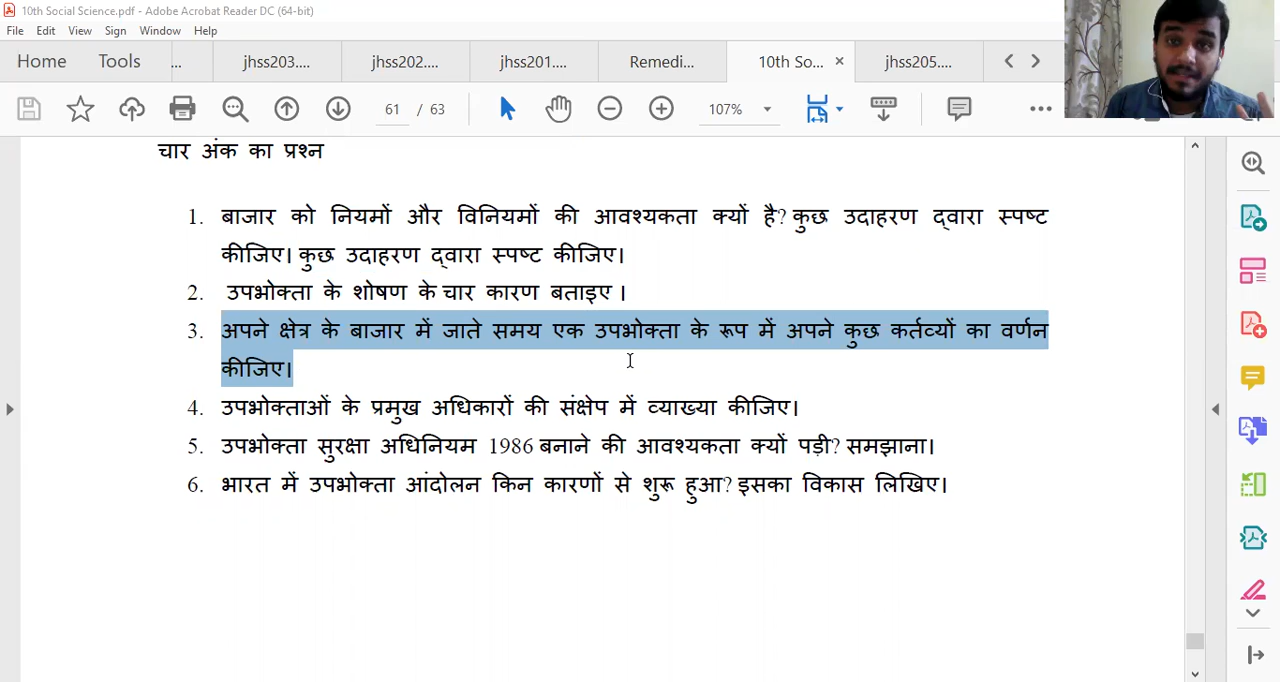 10th Social Science.pdf - Adobe Acrobat Reader DC (64-bit)
File Edit View Sign Window Help
Home Tools ... jhss203.... jhss202.... jhss201.... Remedi... 10th So... × jhss205....
61 / 63 107%
चार अंक का प्रश्न
1. बाजार को नियमों और विनियमों की आवश्यकता क्यों है? कुछ उदाहरण द्वारा स्पष्ट
कीजिए। कुछ उदाहरण द्वारा स्पष्ट कीजिए।
2. उपभोक्ता के शोषण के चार कारण बताइए ।
3. अपने क्षेत्र के बाजार में जाते समय एक उपभोक्ता के रूप में अपने कुछ कर्तव्यों का वर्णन
कीजिए।
4. उपभोक्ताओं के प्रमुख अधिकारों की संक्षेप में व्याख्या कीजिए।
5. उपभोक्ता सुरक्षा अधिनियम 1986 बनाने की आवश्यकता क्यों पड़ी? समझाना।
6. भारत में उपभोक्ता आंदोलन किन कारणों से शुरू हुआ? इसका विकास लिखिए।